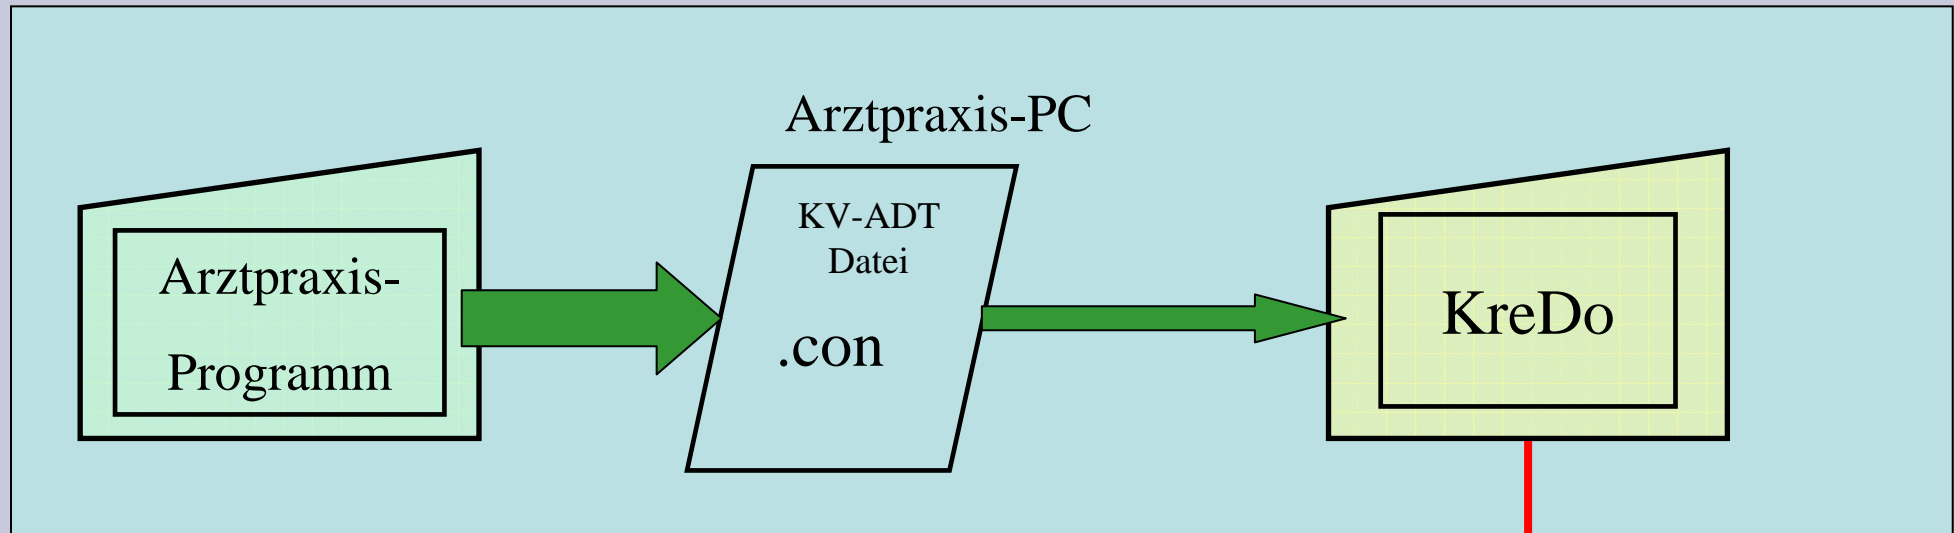 Arztpraxis-PC
Arztpraxis-
Programm
KV-ADT
Datei
.con
KreDo